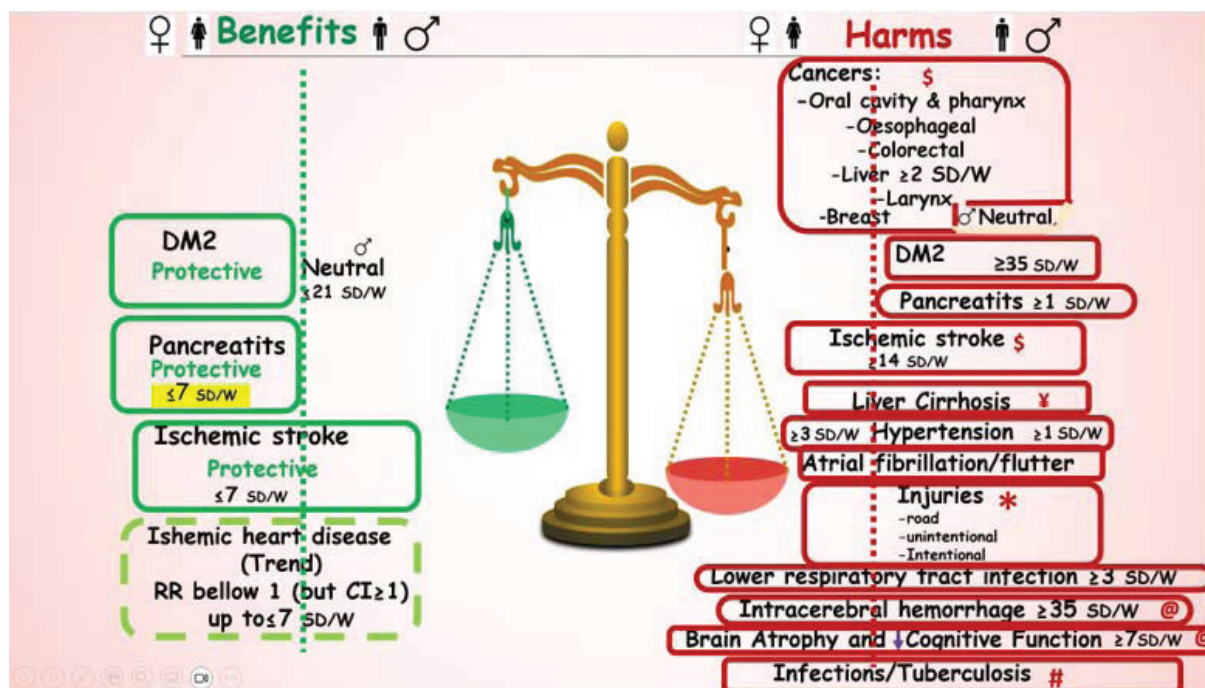 ♀ Benefits ♂
♀ Harms ♂
DM2
Protective
♂
Neutral
≤21 SD/W
Pancreatits
Protective
≤7 SD/W
Ischemic stroke
Protective
≤7 SD/W
Ishemic heart disease
(Trend)
RR bellow 1 (but CI≥1)
up to≤7 SD/W
Cancers: $
-Oral cavity & pharynx
-Oesophageal
-Colorectal
-Liver ≥2 SD/W
-Larynx
-Breast ♂Neutral.
DM2 ≥35 SD/W
Pancreatits ≥1 SD/W
Ischemic stroke $
≥14 SD/W
Liver Cirrhosis ¥
≥3 SD/W Hypertension ≥1 SD/W
Atrial fibrillation/flutter
Injuries *
-road
-unintentional
-Intentional
Lower respiratory tract infection ≥3 SD/W
Intracerebral hemorrhage ≥35 SD/W @
Brain Atrophy and ↓Cognitive Function ≥7SD/W @
Infections/Tuberculosis #